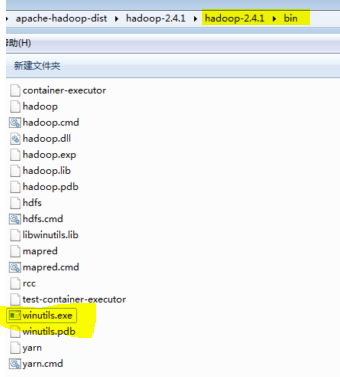 apache-hadoop-dist ▸ hadoop-2.4.1 ▸ hadoop-2.4.1 ▸ bin
帮助(H)
新建文件夹
container-executor
hadoop
hadoop.cmd
hadoop.dll
hadoop.exp
hadoop.lib
hadoop.pdb
hdfs
hdfs.cmd
libwinutils.lib
mapred
mapred.cmd
rcc
test-container-executor
winutils.exe
winutils.pdb
yarn
yarn.cmd